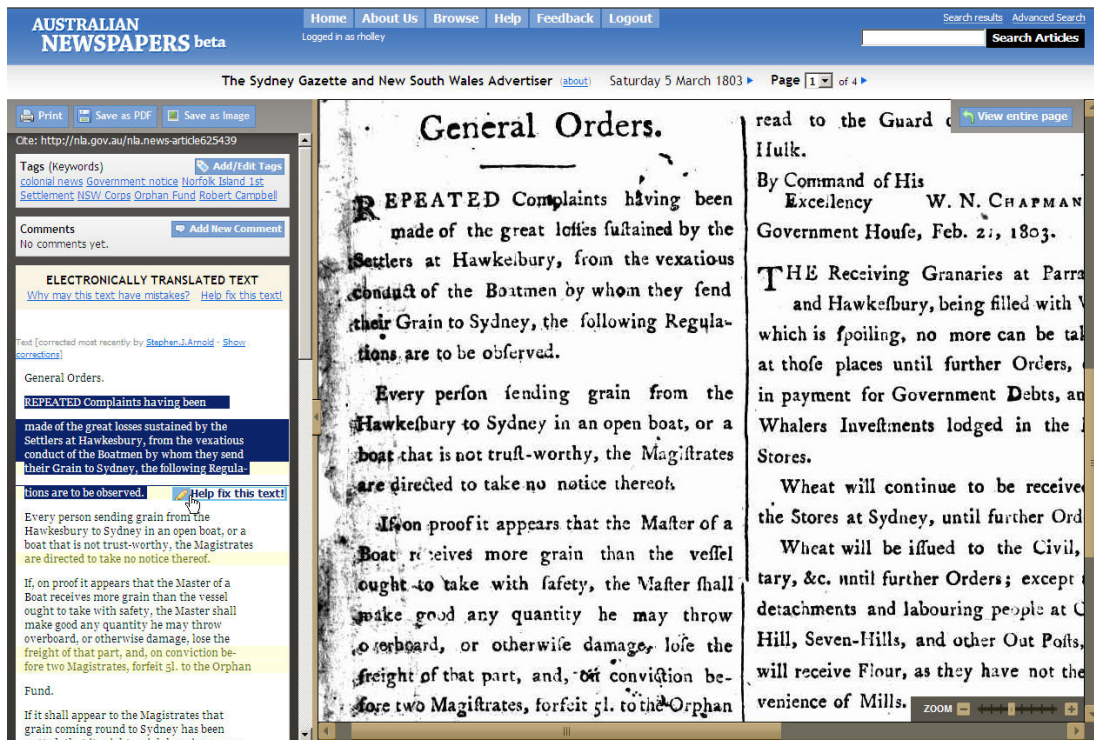 AUSTRALIAN
NEWSPAPERS beta
Home About Us Browse Help Feedback Logout
Logged in as rholley
Search results Advanced Search
Search Articles
The Sydney Gazette and New South Wales Advertiser (about) Saturday 5 March 1803 Page 1 of 4
Print Save as PDF Save as Image
Cite: http://nla.gov.au/nla.news-article625439
Tags (Keywords) Add/Edit Tags
colonial news Government notice Norfolk Island 1st
Settlement NSW Corps Orphan Fund Robert Campbell
Comments Add New Comment
No comments yet.
ELECTRONICALLY TRANSLATED TEXT
Why may this text have mistakes? Help fix this text!
Text [corrected most recently by Stephen.J.Arnold - Show
corrections]
General Orders.
REPEATED Complaints having been
made of the great losses sustained by the
Settlers at Hawkesbury, from the vexatious
conduct of the Boatmen by whom they send
their Grain to Sydney, the following Regula-
tions are to be observed. Help fix this text!
Every person sending grain from the
Hawkesbury to Sydney in an open boat, or a
boat that is not trust-worthy, the Magistrates
are directed to take no notice thereof.
If, on proof it appears that the Master of a
Boat receives more grain than the vessel
ought to take with safety, the Master shall
make good any quantity he may throw
overboard, or otherwise damage, lose the
freight of that part, and, on conviction be-
fore two Magistrates, forfeit 5l. to the Orphan
Fund.
If it shall appear to the Magistrates that
grain coming round to Sydney has been
General Orders.
REPEATED Complaints having been
made of the great loſſes ſuſtained by the
Settlers at Hawkeſbury, from the vexatious
conduct of the Boatmen by whom they ſend
their Grain to Sydney, the following Regula-
tions are to be obſerved.
Every perſon ſending grain from the
Hawkeſbury to Sydney in an open boat, or a
boat that is not truſt-worthy, the Magiſtrates
are directed to take no notice thereof.
If, on proof it appears that the Maſter of a
Boat receives more grain than the veſſel
ought to take with ſafety, the Maſter ſhall
make good any quantity he may throw
overboard, or otherwiſe damage, loſe the
freight of that part, and, on conviction be-
fore two Magiſtrates, forfeit 5l. to the Orphan
View entire page
read to the Guard
Hulk.
By Command of His
Excellency W. N. CHAPMAN
Government Houſe, Feb. 21, 1803.
THE Receiving Granaries at Parra
and Hawkeſbury, being filled with
which is ſpoiling, no more can be
at thoſe places until further Orders,
in payment for Government Debts,
Whalers Inveſtments lodged in the
Stores.
Wheat will continue to be receive
the Stores at Sydney, until further Ord
Wheat will be iſſued to the Civil,
tary, &c. until further Orders; except
detachments and labouring people at
Hill, Seven-Hills, and other Out Poſts,
will receive Flour, as they have not the
venience of Mills.
ZOOM